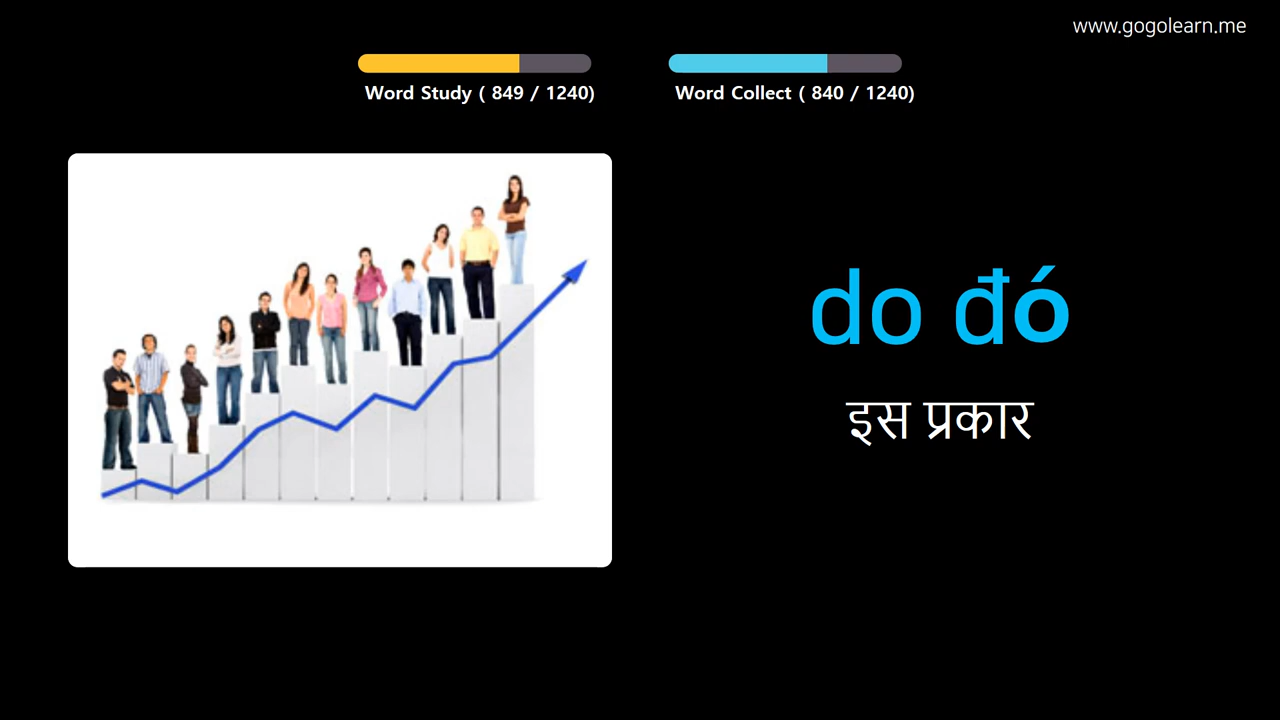 www.gogolearn.me
Word Study ( 849 / 1240)
Word Collect ( 840 / 1240)
do đó
इस प्रकार